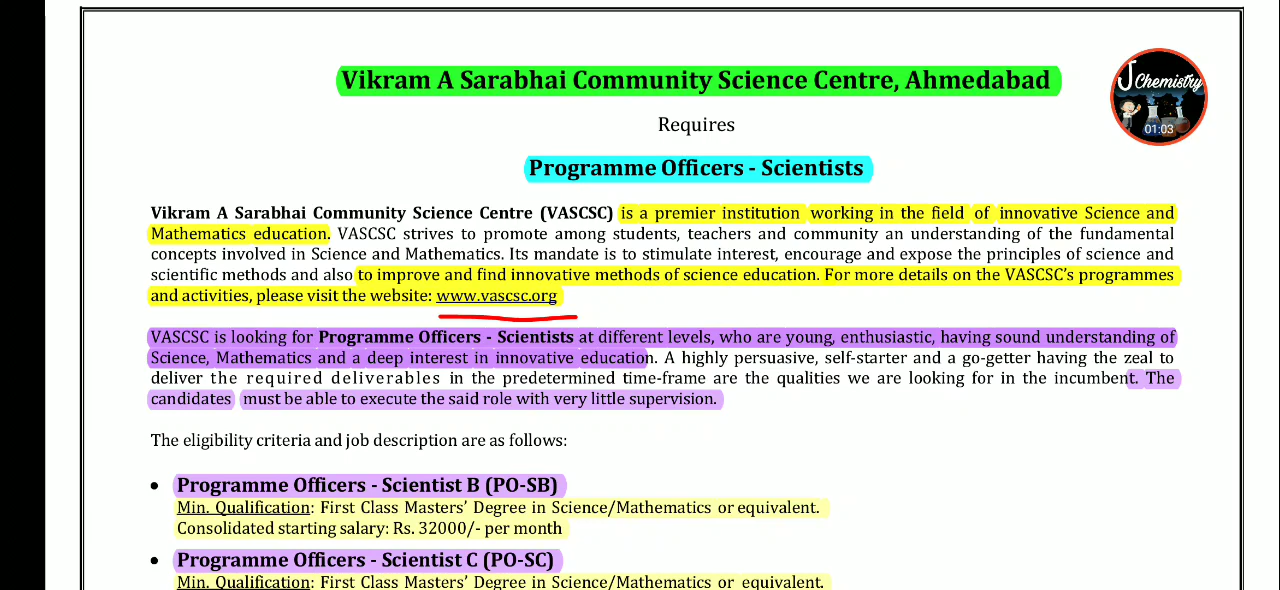 Vikram A Sarabhai Community Science Centre, Ahmedabad
J Chemistry
01:03
Requires
Programme Officers - Scientists
Vikram A Sarabhai Community Science Centre (VASCSC) is a premier institution working in the field of innovative Science and
Mathematics education. VASCSC strives to promote among students, teachers and community an understanding of the fundamental
concepts involved in Science and Mathematics. Its mandate is to stimulate interest, encourage and expose the principles of science and
scientific methods and also to improve and find innovative methods of science education. For more details on the VASCSC's programmes
and activities, please visit the website: www.vascsc.org
VASCSC is looking for Programme Officers - Scientists at different levels, who are young, enthusiastic, having sound understanding of
Science, Mathematics and a deep interest in innovative education. A highly persuasive, self-starter and a go-getter having the zeal to
deliver the required deliverables in the predetermined time-frame are the qualities we are looking for in the incumbent. The
candidates must be able to execute the said role with very little supervision.
The eligibility criteria and job description are as follows:
• Programme Officers - Scientist B (PO-SB)
Min. Qualification: First Class Masters' Degree in Science/Mathematics or equivalent.
Consolidated starting salary: Rs. 32000/- per month
• Programme Officers - Scientist C (PO-SC)
Min. Qualification: First Class Masters' Degree in Science/Mathematics or equivalent.